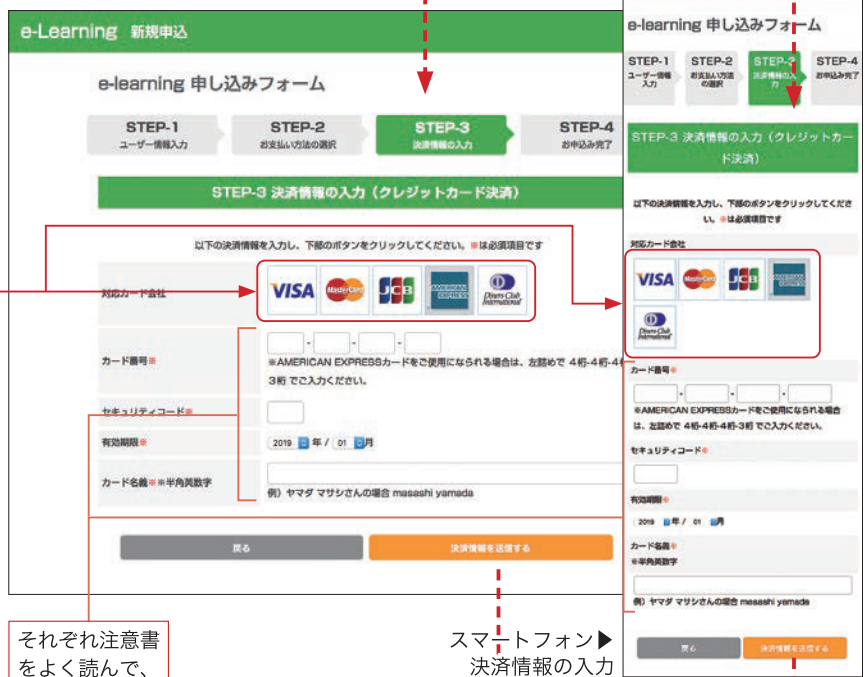 e-Learning 新規申込
e-learning 申し込みフォーム
STEP-1
ユーザー情報入力
STEP-2
お支払い方法の選択
STEP-3
決済情報の入力
STEP-4
お申込み完了
STEP-3 決済情報の入力（クレジットカード決済）
以下の決済情報を入力し、下部のボタンをクリックしてください。※は必須項目です
対応カード会社
VISA
MasterCard
JCB
AMERICAN EXPRESS
Diners Club International
カード番号※
- - -
※AMERICAN EXPRESSカードをご使用になられる場合は、左詰めで 4桁-4桁-4
3桁 でご入力ください。
セキュリティコード※
有効期限※
2019 年 / 01 月
カード名義※※半角英数字
例）ヤマダ マサシさんの場合 masashi yamada
戻る
決済情報を送信する
それぞれ注意書
をよく読んで、
スマートフォン▶
決済情報の入力
e-learning 申し込みフォーム
STEP-1
ユーザー情報
入力
STEP-2
お支払い方法
の選択
STEP-3
決済情報の入
力
STEP-4
お申込み完了
STEP-3 決済情報の入力（クレジットカー
ド決済）
以下の決済情報を入力し、下部のボタンをクリックしてくださ
い。※は必須項目です
対応カード会社
VISA
MasterCard
JCB
AMERICAN EXPRESS
Diners Club International
カード番号※
- - -
※AMERICAN EXPRESSカードをご使用になられる場合
は、左詰めで 4桁-4桁-4桁-3桁 でご入力ください。
セキュリティコード※
有効期限※
2019 年 / 01 月
カード名義※
※半角英数字
例）ヤマダ マサシさんの場合 masashi yamada
戻る
決済情報を送信する